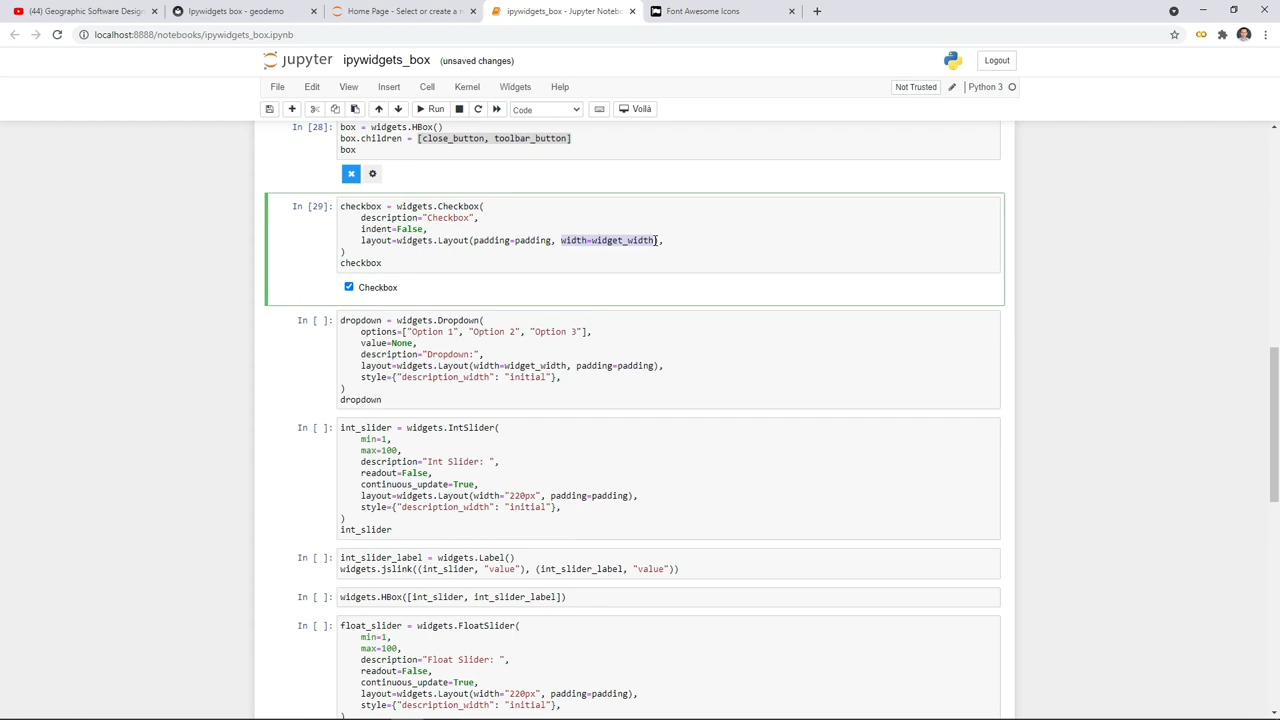 (44) Geographic Software Design
Ipywidgets box - geodemo
Home Page - Select or create a n
ipywidgets_box - Jupyter Notebo
Font Awesome Icons
localhost:8888/notebooks/ipywidgets_box.ipynb
jupyter ipywidgets_box (unsaved changes)
Logout
File Edit View Insert Cell Kernel Widgets Help
Not Trusted
Python 3
Run
Code
Voilà
In [28]:
box = widgets.HBox()
box.children = [close_button, toolbar_button]
box
In [29]:
checkbox = widgets.Checkbox(
description="Checkbox",
indent=False,
layout=widgets.Layout(padding=padding, width=widget_width),
)
checkbox
Checkbox
In [ ]:
dropdown = widgets.Dropdown(
options=["Option 1", "Option 2", "Option 3"],
value=None,
description="Dropdown:",
layout=widgets.Layout(width=widget_width, padding=padding),
style={"description_width": "initial"},
)
dropdown
In [ ]:
int_slider = widgets.IntSlider(
min=1,
max=100,
description="Int Slider: ",
readout=False,
continuous_update=True,
layout=widgets.Layout(width="220px", padding=padding),
style={"description_width": "initial"},
)
int_slider
In [ ]:
int_slider_label = widgets.Label()
widgets.jslink((int_slider, "value"), (int_slider_label, "value"))
In [ ]:
widgets.HBox([int_slider, int_slider_label])
In [ ]:
float_slider = widgets.FloatSlider(
min=1,
max=100,
description="Float Slider: ",
readout=False,
continuous_update=True,
layout=widgets.Layout(width="220px", padding=padding),
style={"description_width": "initial"},
)